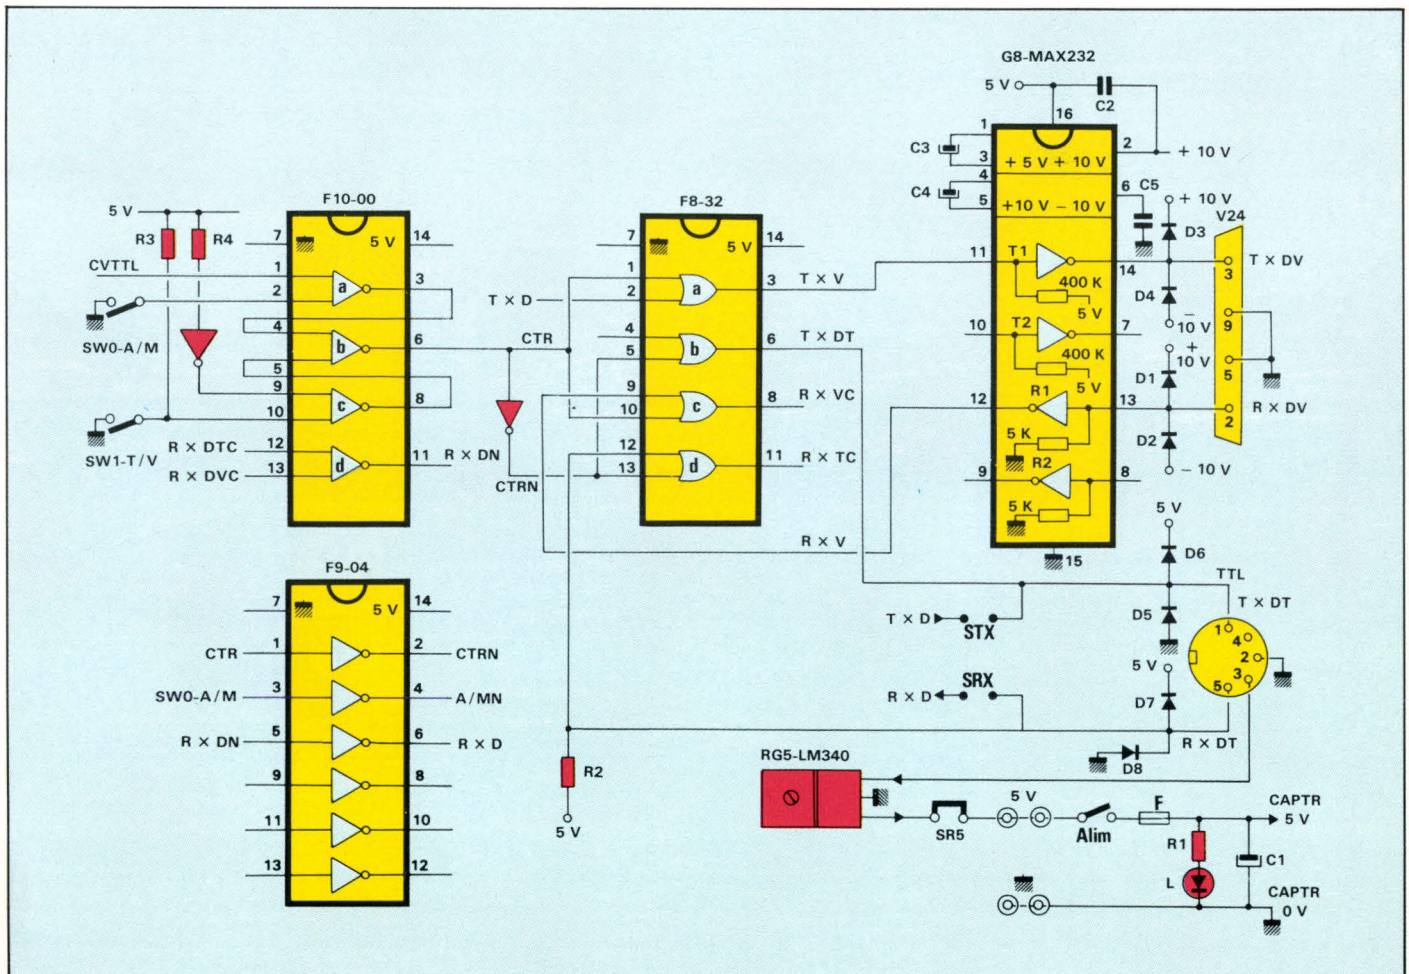 G8-MAX232
5 V
C2
16
1
2
C3
+ 10 V
3
+ 5 V + 10 V
4
6
C5
C4
5
+10 V – 10 V
+ 10 V
V24
D3
11
T1
14
3
T × DV
400 K
5 V
D4
– 10 V
9
10
T2
7
+ 10 V
400 K
5 V
5
D1
R1
R × DV
12
13
2
5 K
D2
R2
9
8
– 10 V
5 K
15
F10-00
5 V
R3
R4
7
5 V
14
CVTTL
1
a
3
2
SW0-A/M
4
b
6
CTR
5
9
c
8
10
SW1-T/V
R × DTC
12
d
11
R × DN
R × DVC
13
F8-32
7
5 V
14
1
a
3
T × V
T × D
2
4
b
6
T × DT
5
9
c
8
R × VC
10
12
d
11
R × TC
CTRN
13
R × V
F9-04
7
5 V
14
CTR
1
2
CTRN
SW0-A/M
3
4
A/MN
R × DN
5
6
R × D
9
8
11
10
13
12
5 V
D6
TTL
T × DT
T × D
STX
D5
1
4
2
5 V
3
5
R × D
SRX
D7
R × DT
D8
R2
5 V
RG5-LM340
5 V
SR5
Alim
F
CAPTR
5 V
R1
C1
L
CAPTR
0 V